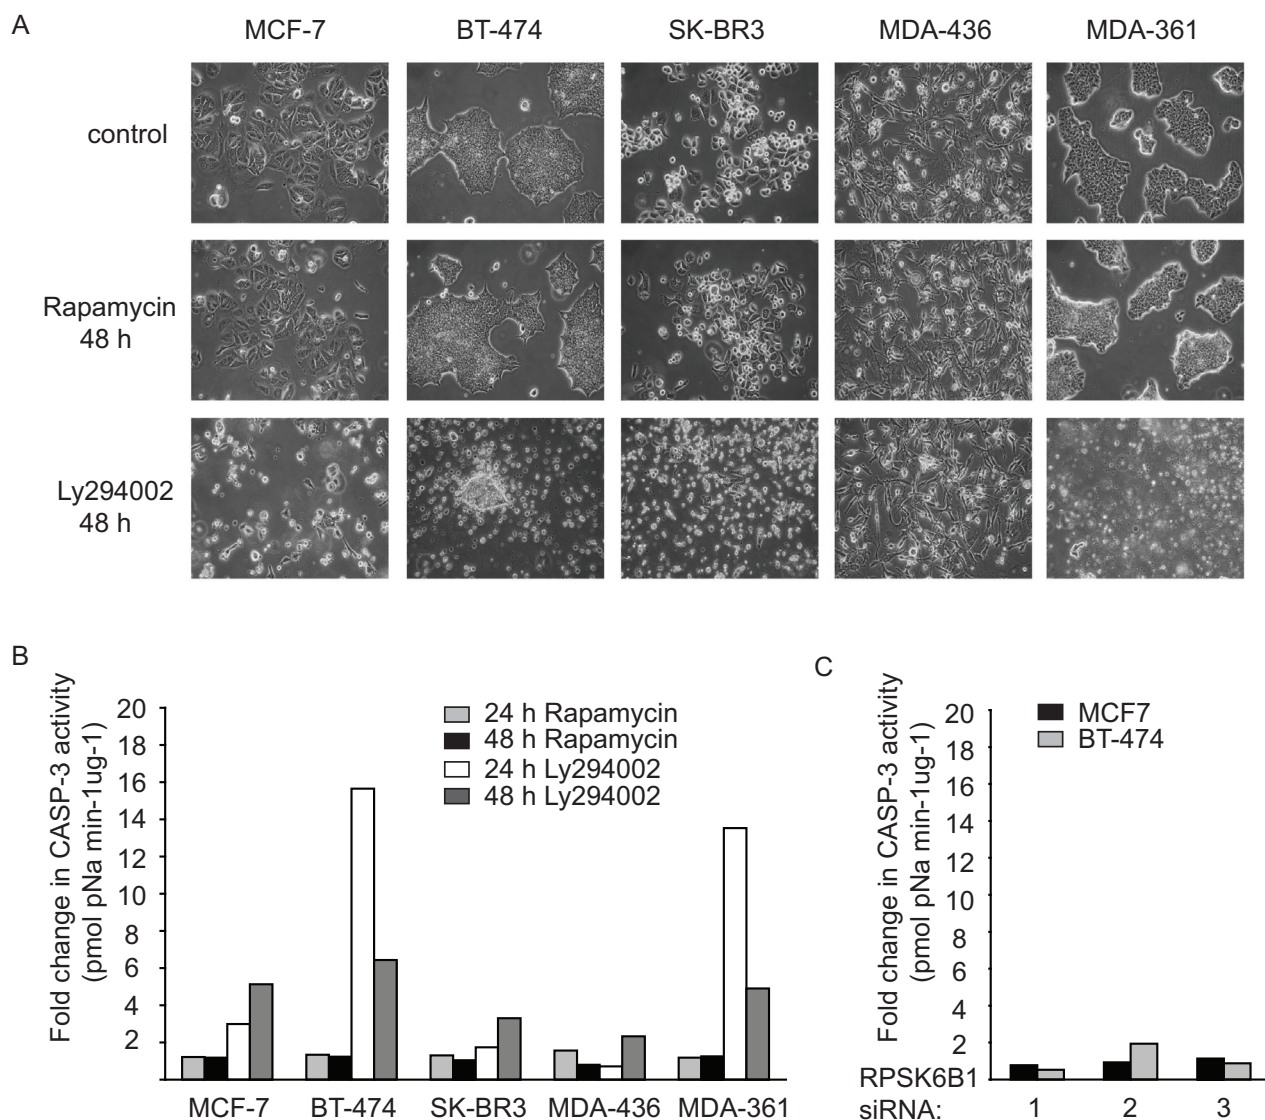 A
MCF-7 BT-474 SK-BR3 MDA-436 MDA-361
control
Rapamycin
48 h
Ly294002
48 h
B
Fold change in CASP-3 activity
(pmol pNa min-1ug-1)
20
18
16
14
12
10
8
6
4
2
24 h Rapamycin
48 h Rapamycin
24 h Ly294002
48 h Ly294002
MCF-7 BT-474 SK-BR3 MDA-436 MDA-361
C
Fold change in CASP-3 activity
(pmol pNa min-1ug-1)
20
18
16
14
12
10
8
6
4
2
MCF7
BT-474
RPSK6B1
siRNA: 1 2 3